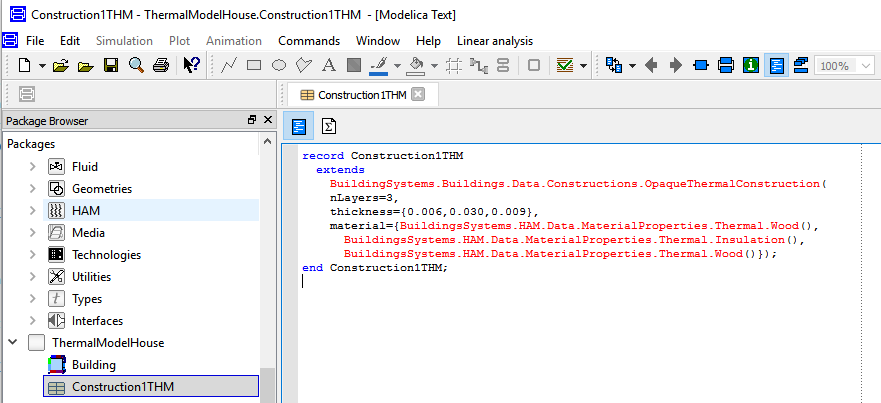 Construction1THM - ThermalModelHouse.Construction1THM - [Modelica Text]
File Edit Simulation Plot Animation Commands Window Help Linear analysis
A 100%
Construction1THM
Package Browser
Packages
Fluid
Geometries
HAM
Media
Technologies
Utilities
Types
Interfaces
ThermalModelHouse
Building
Construction1THM
record Construction1THM
extends
BuildingSystems.Buildings.Data.Constructions.OpaqueThermalConstruction(
nLayers=3,
thickness={0.006,0.030,0.009},
material={BuildingsSystems.HAM.Data.MaterialProperties.Thermal.Wood(),
BuildingsSystems.HAM.Data.MaterialProperties.Thermal.Insulation(),
BuildingsSystems.HAM.Data.MaterialProperties.Thermal.Wood()});
end Construction1THM;